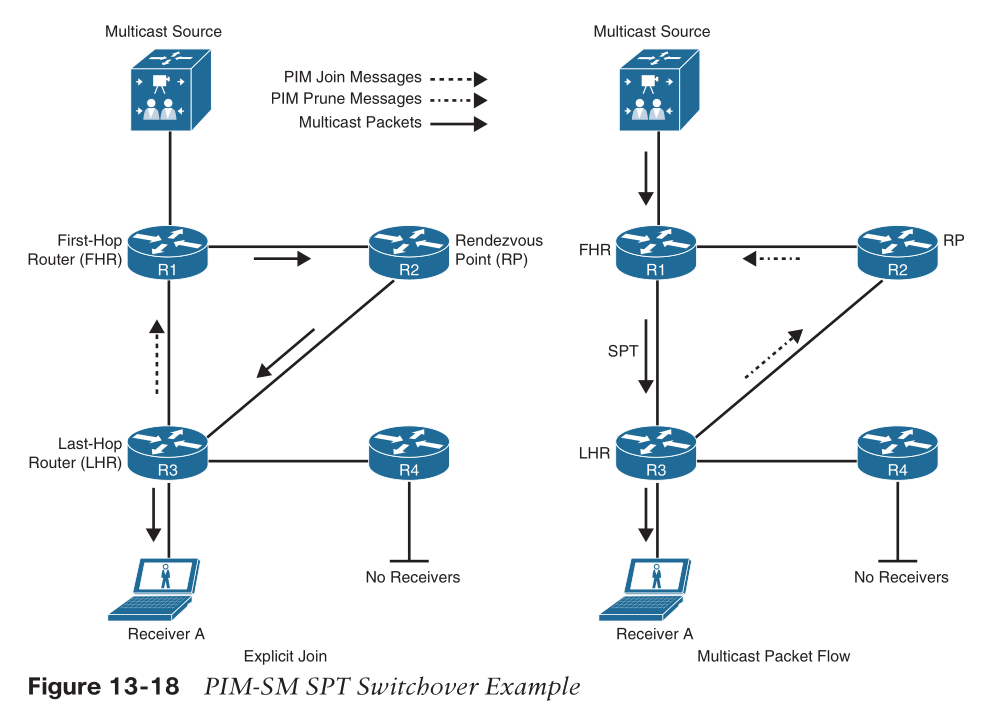 Multicast Source
PIM Join Messages
PIM Prune Messages
Multicast Packets
First-Hop
Router (FHR)
R1
Rendezvous
Point (RP)
R2
Last-Hop
Router (LHR)
R3
R4
No Receivers
Receiver A
Explicit Join
Multicast Source
FHR
R1
RP
R2
SPT
LHR
R3
R4
No Receivers
Receiver A
Multicast Packet Flow
Figure 13-18 PIM-SM SPT Switchover Example